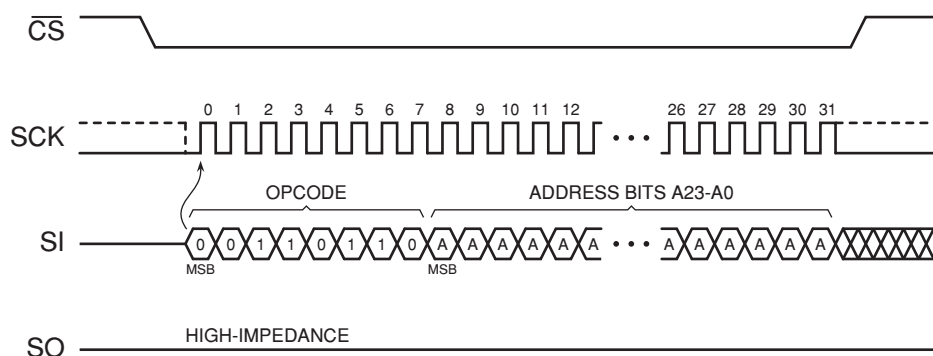 CS
0 1 2 3 4 5 6 7 8 9 10 11 12 26 27 28 29 30 31
SCK
OPCODE ADDRESS BITS A23-A0
SI 0 0 1 1 0 1 1 0 A A A A A A A A A A A A
MSB MSB
HIGH-IMPEDANCE
SO